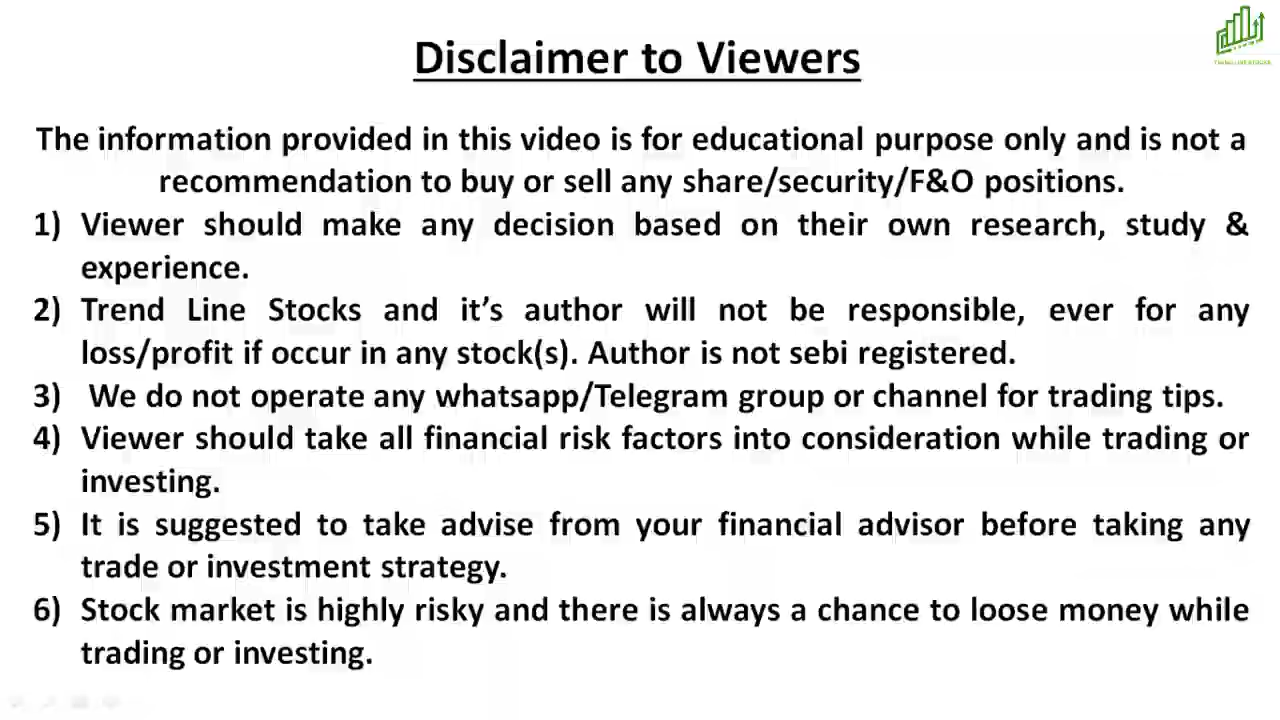 Disclaimer to Viewers
The information provided in this video is for educational purpose only and is not a
recommendation to buy or sell any share/security/F&O positions.
1) Viewer should make any decision based on their own research, study &
experience.
2) Trend Line Stocks and it’s author will not be responsible, ever for any
loss/profit if occur in any stock(s). Author is not sebi registered.
3) We do not operate any whatsapp/Telegram group or channel for trading tips.
4) Viewer should take all financial risk factors into consideration while trading or
investing.
5) It is suggested to take advise from your financial advisor before taking any
trade or investment strategy.
6) Stock market is highly risky and there is always a chance to loose money while
trading or investing.